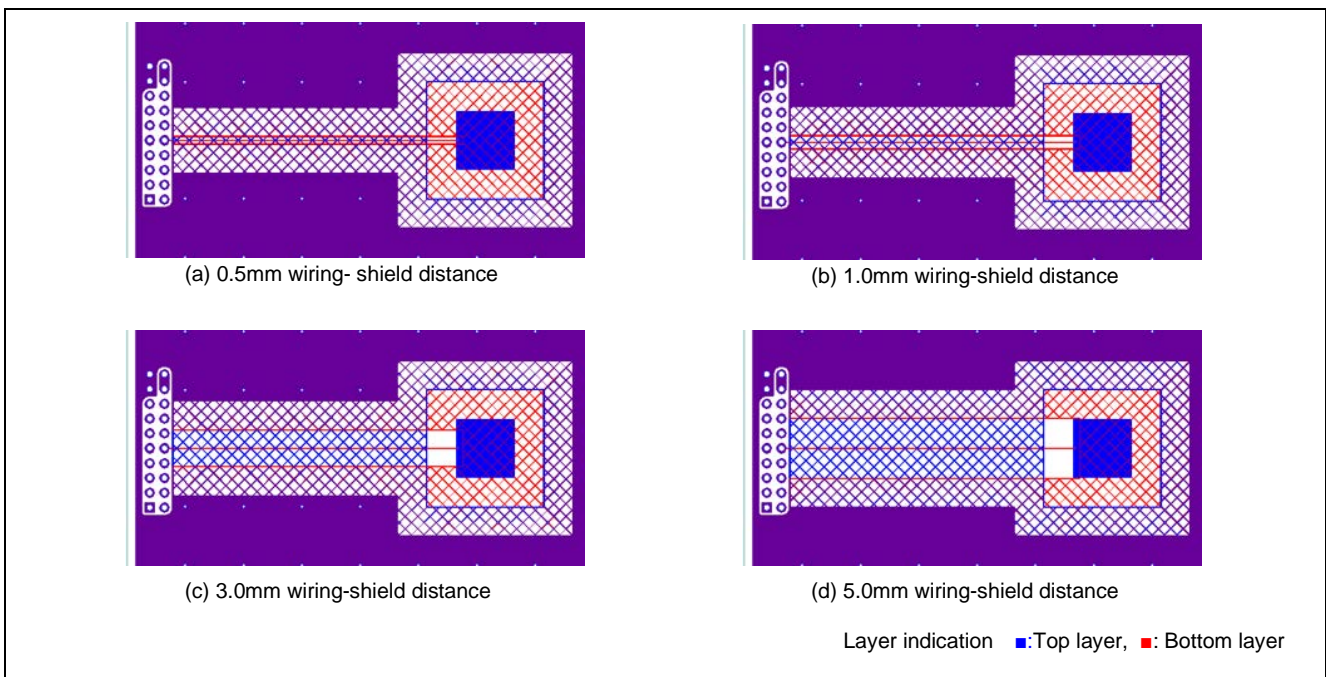 (a) 0.5mm wiring- shield distance
(b) 1.0mm wiring-shield distance
(c) 3.0mm wiring-shield distance
(d) 5.0mm wiring-shield distance
Layer indication ■:Top layer, ■: Bottom layer